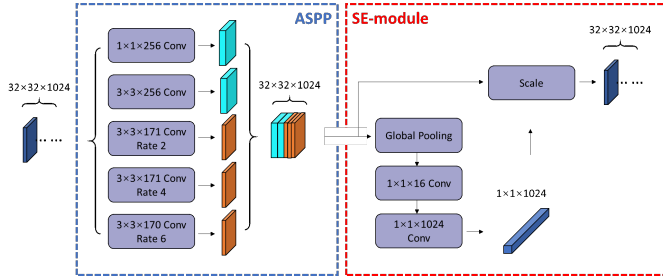 ASPP
SE-module
32×32×1024
... ...
1×1×256 Conv
3×3×256 Conv
3×3×171 Conv
Rate 2
3×3×171 Conv
Rate 4
3×3×170 Conv
Rate 6
32×32×1024
Global Pooling
1×1×16 Conv
1×1×1024
Conv
Scale
1×1×1024
32×32×1024
... ...